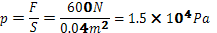 p = F/S = 600N/0.04m² = 1.5 × 10⁴Pa